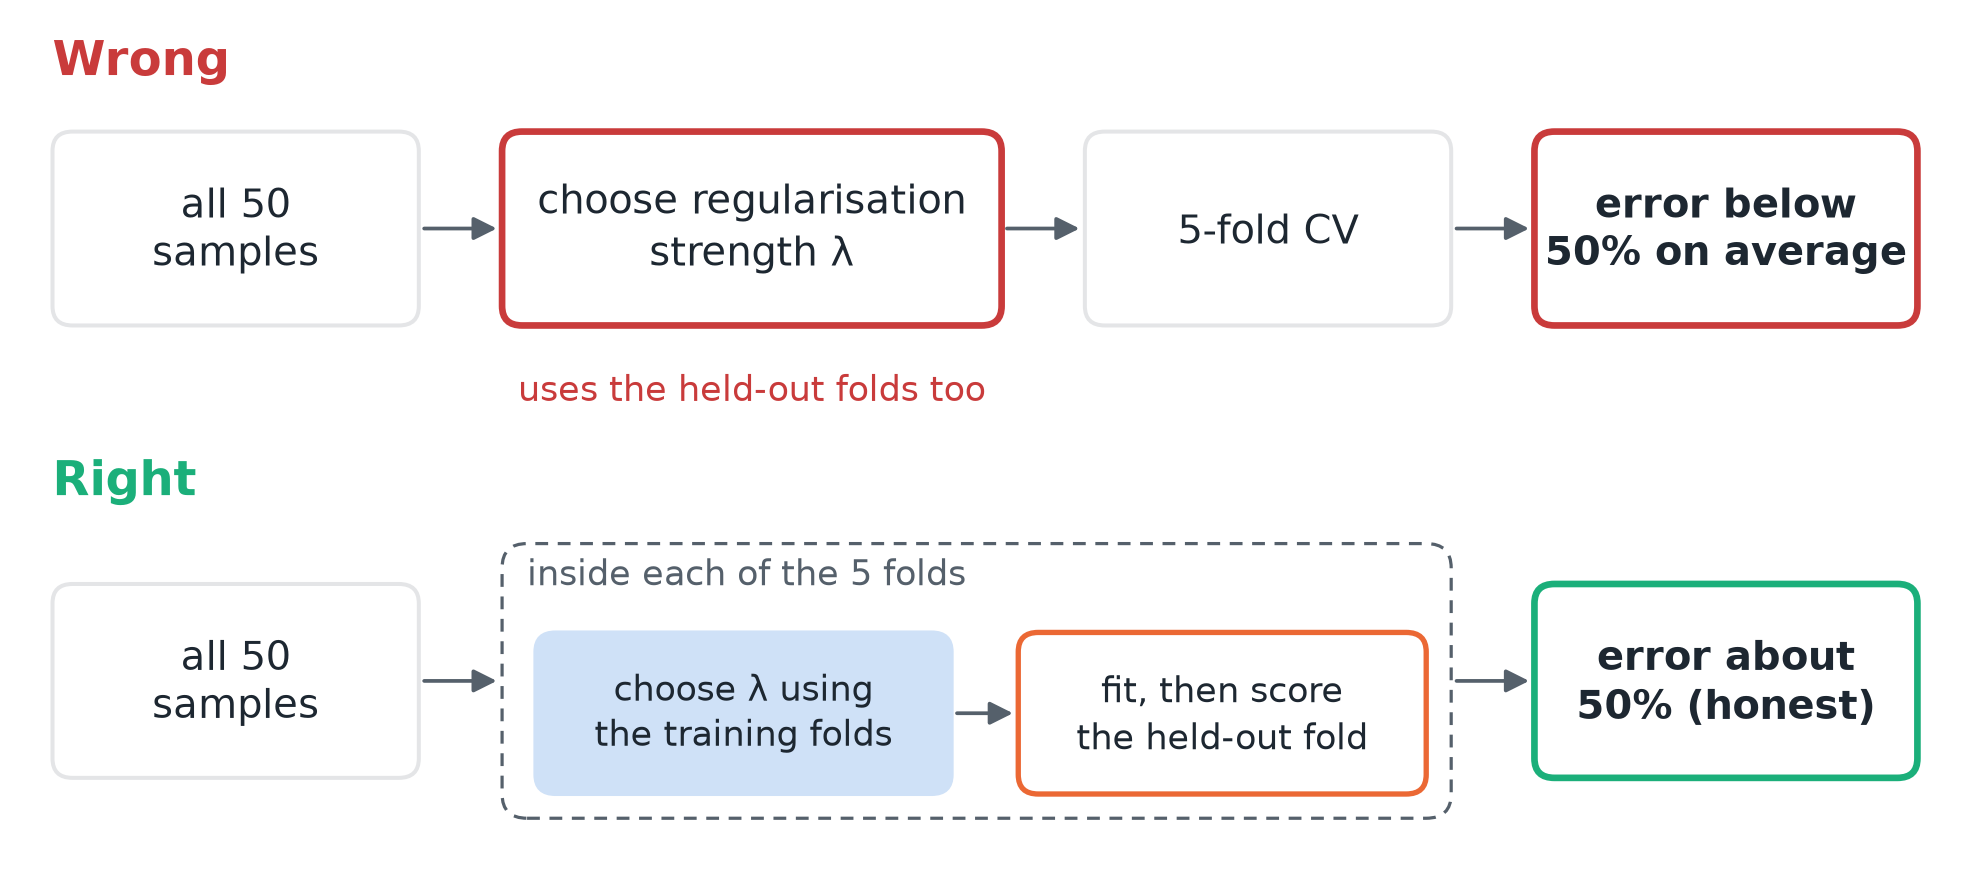 Wrong
all 50
samples
choose regularisation
strength λ
5-fold CV
error below
50% on average
uses the held-out folds too
Right
inside each of the 5 folds
all 50
samples
choose λ using
the training folds
fit, then score
the held-out fold
error about
50% (honest)